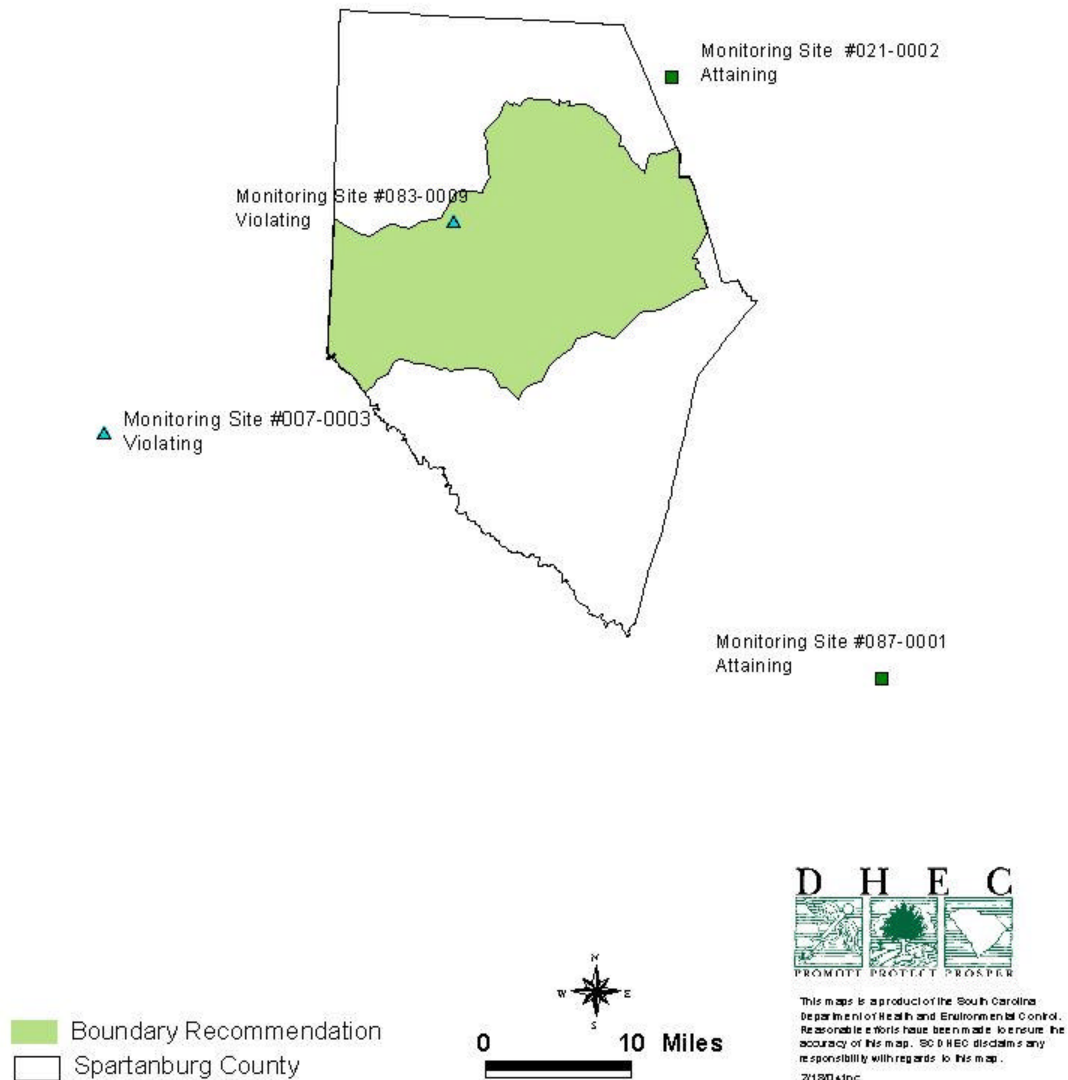 Monitoring Site #021-0002
Attaining
Monitoring Site #083-0009
Violating
Monitoring Site #007-0003
Violating
Monitoring Site #087-0001
Attaining
D H E C
PROMOTE PROTECT PROSPER
N
W E
S
Boundary Recommendation
Spartanburg County
0 10 Miles
This maps is a product of the South Carolina
Department of Health and Environmental Control.
Reasonable efforts have been made to ensure the
accuracy of this map. SCDHEC disclaims any
responsibility with regards to this map.